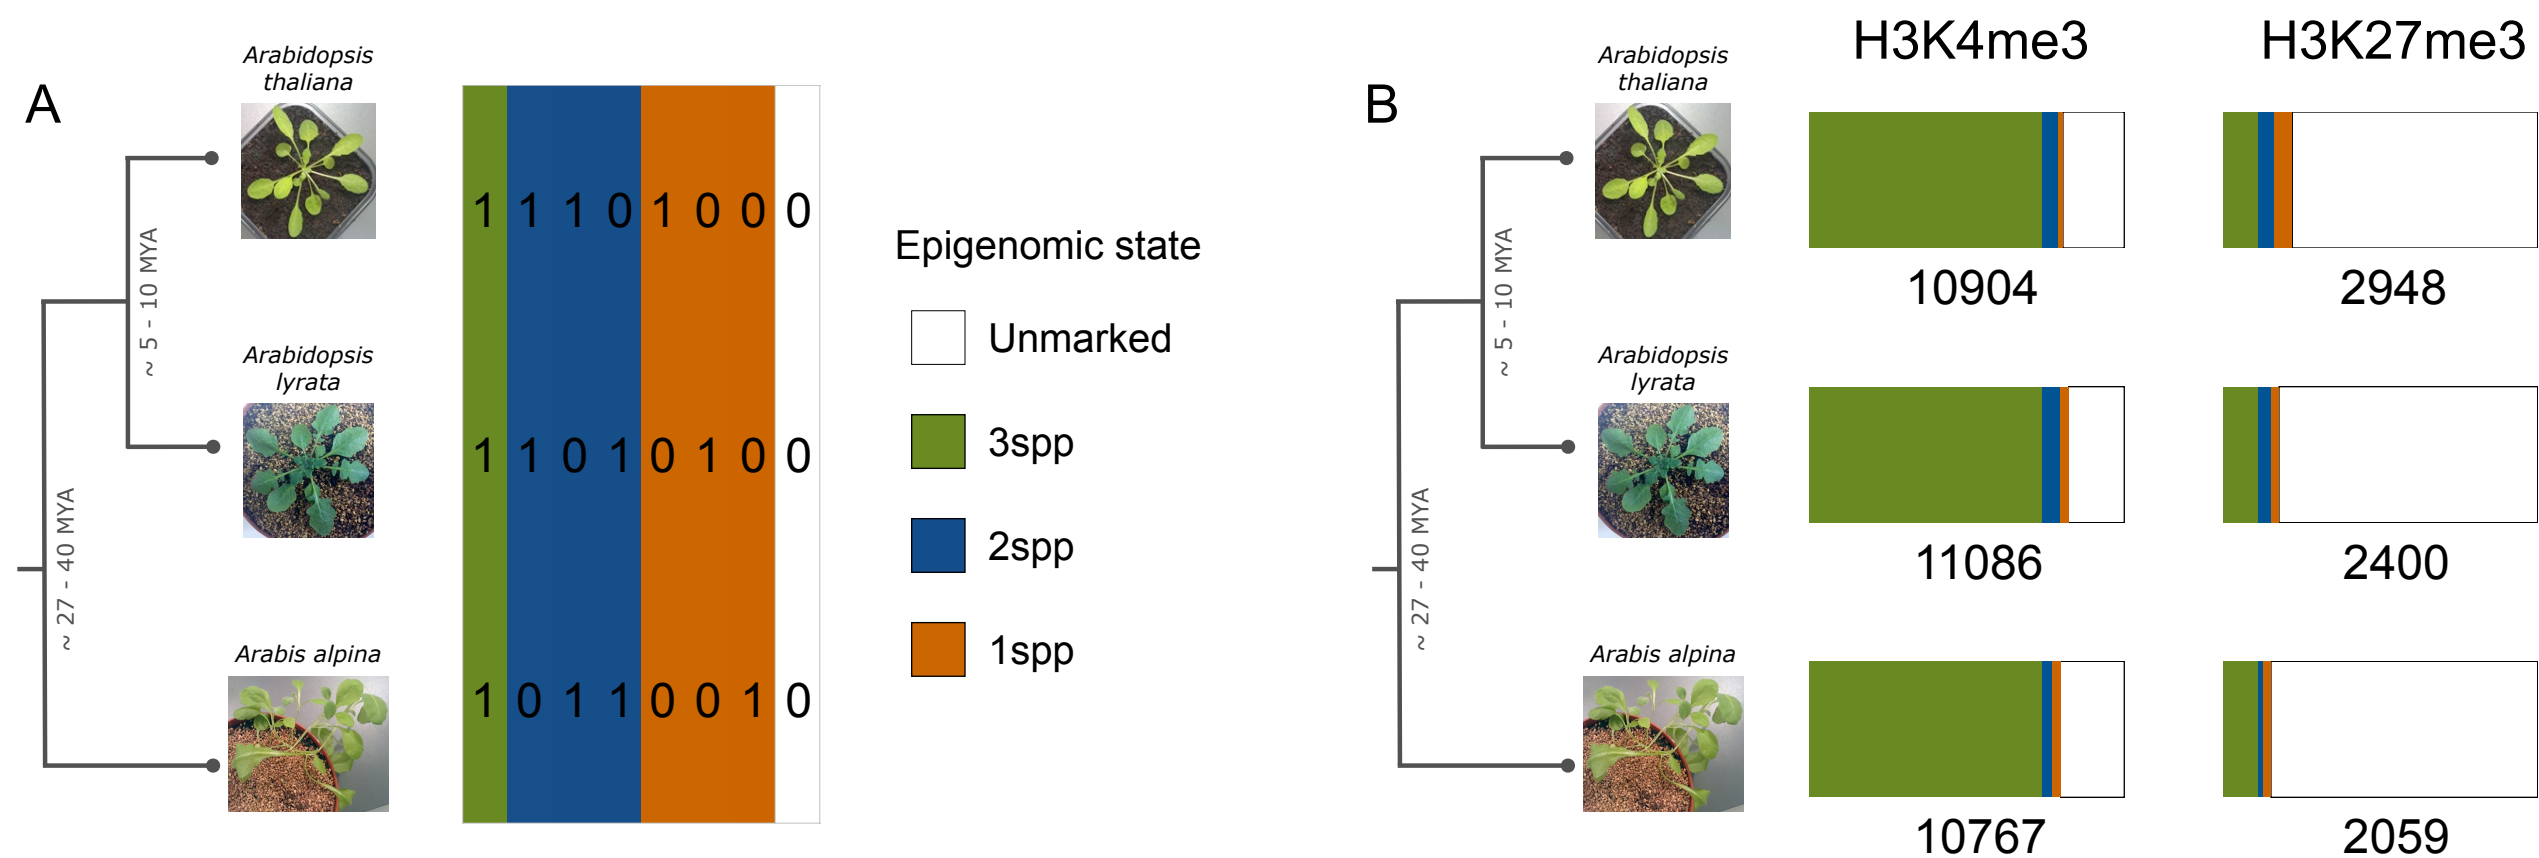 A
Arabidopsis
thaliana
~ 5 - 10 MYA
Arabidopsis
lyrata
~ 27 - 40 MYA
Arabis alpina
1 1 1 0 1 0 0 0
1 1 0 1 0 1 0 0
1 0 1 1 0 0 1 0
Epigenomic state
Unmarked
3spp
2spp
1spp
B
Arabidopsis
thaliana
~ 5 - 10 MYA
Arabidopsis
lyrata
~ 27 - 40 MYA
Arabis alpina
H3K4me3 H3K27me3
10904 2948
11086 2400
10767 2059